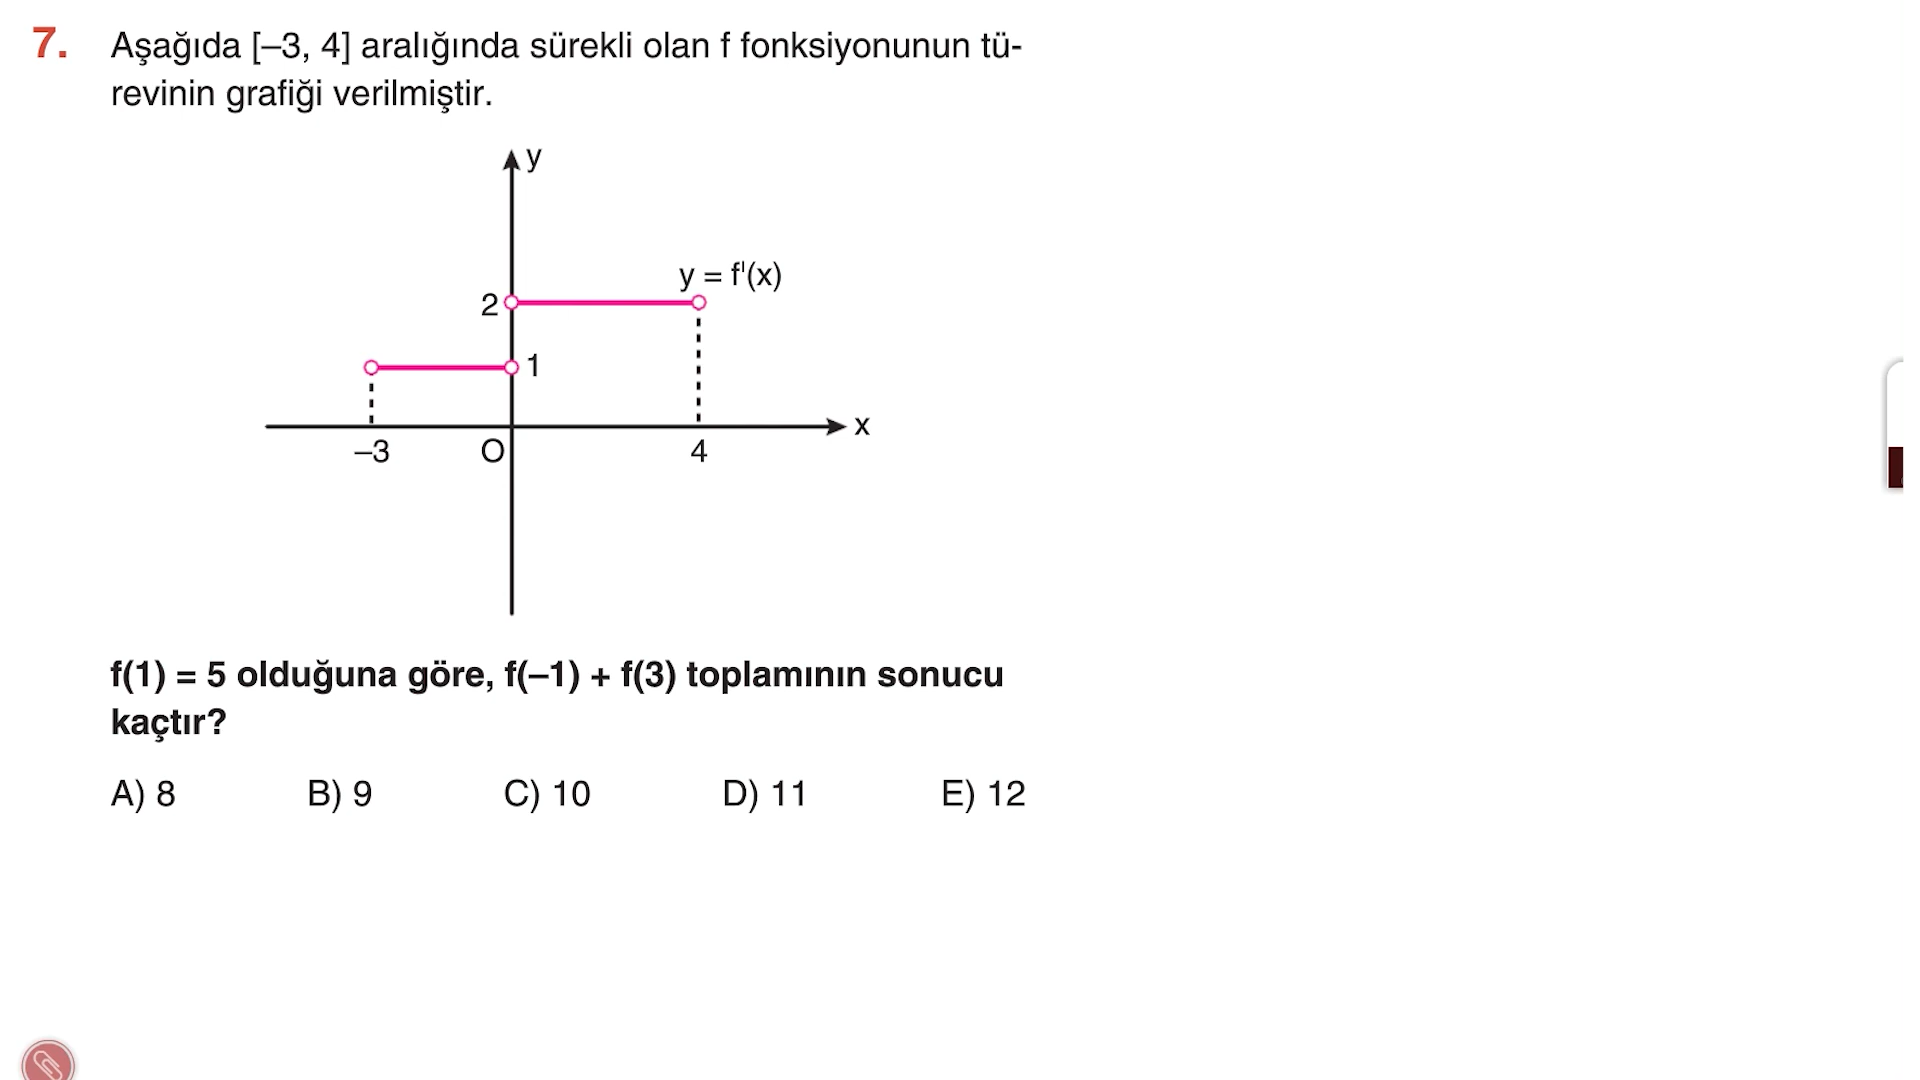 7. Aşağıda [–3, 4] aralığında sürekli olan f fonksiyonunun tü-
revinin grafiği verilmiştir.
y
y = f'(x)
2
1
x
–3
O
4
f(1) = 5 olduğuna göre, f(–1) + f(3) toplamının sonucu
kaçtır?
A) 8 B) 9 C) 10 D) 11 E) 12